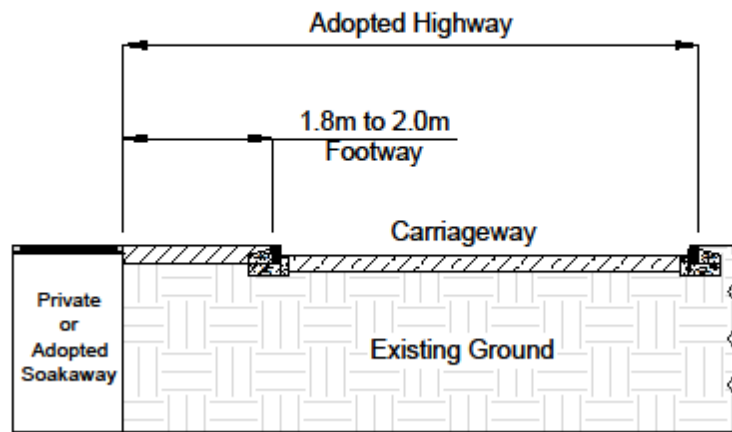 Adopted Highway
1.8m to 2.0m
Footway
Carriageway
Private
or
Adopted
Soakaway
Existing Ground